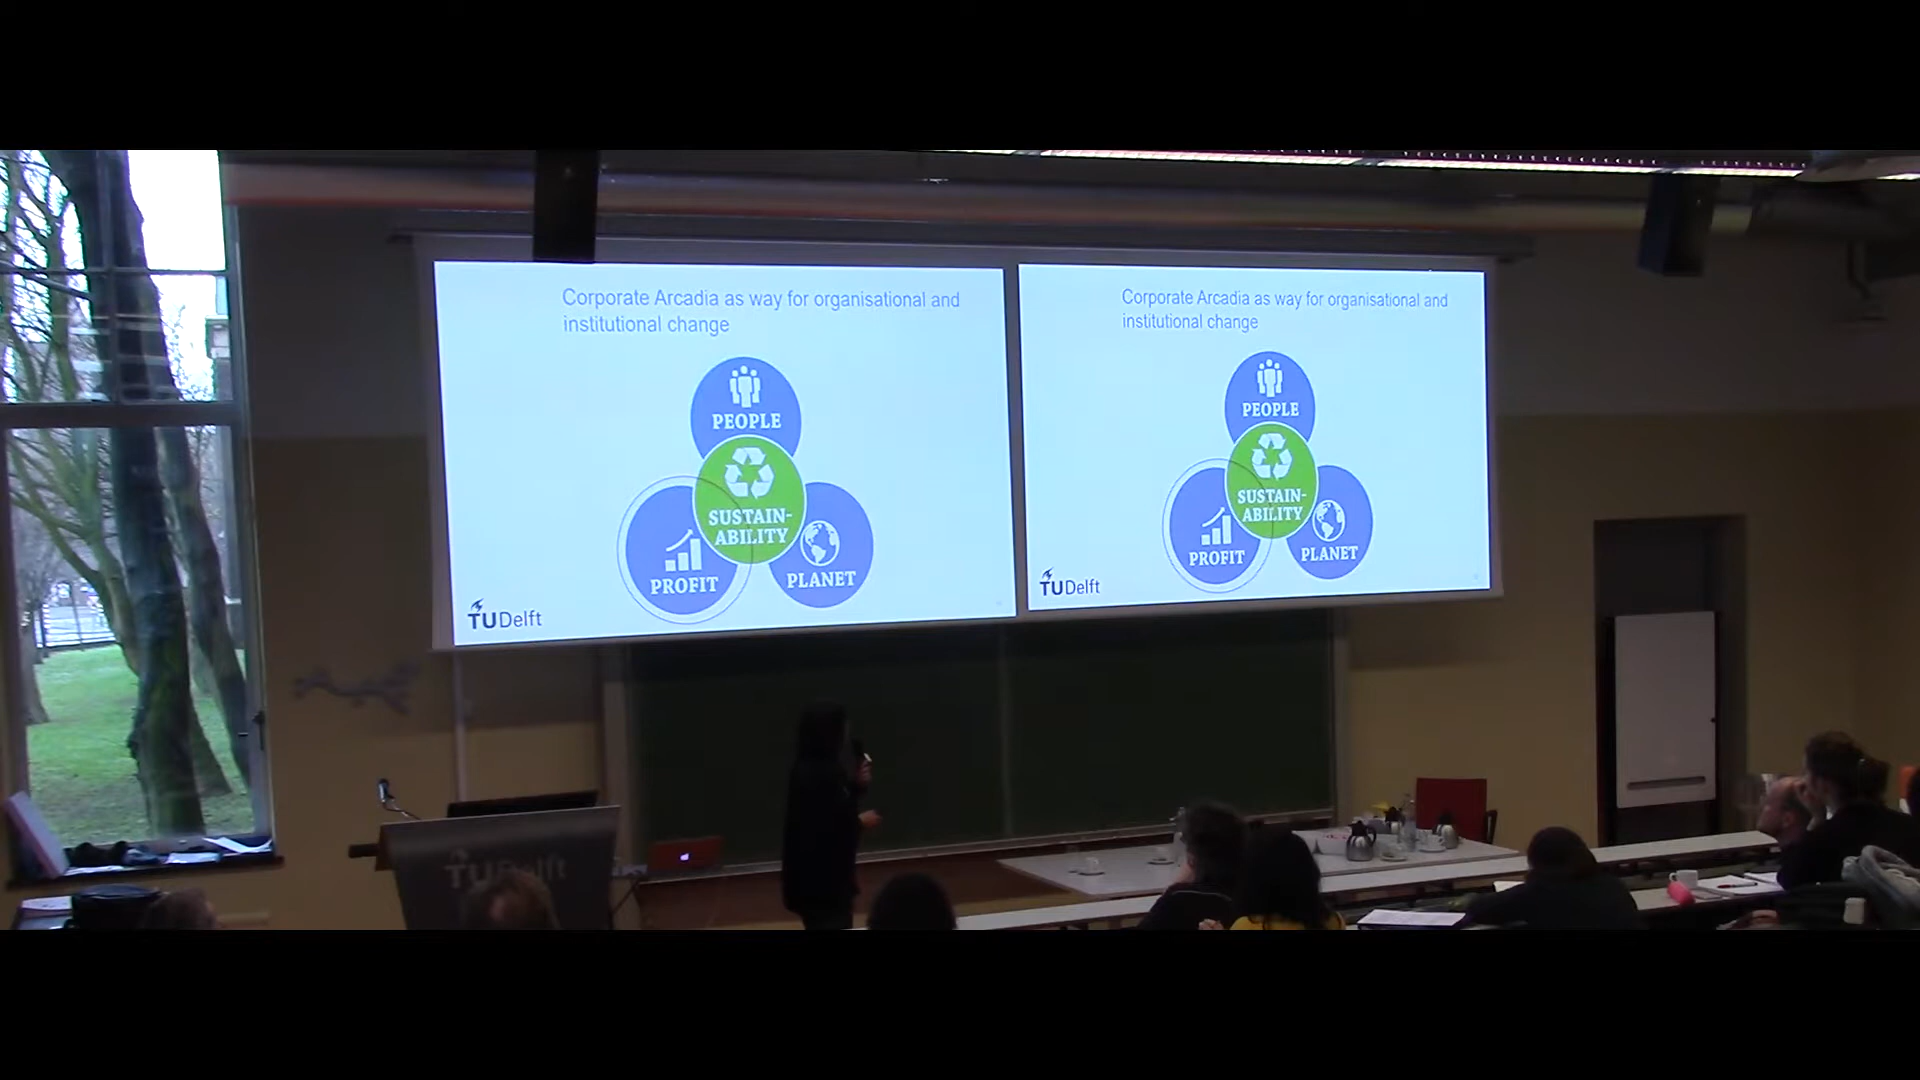 Corporate Arcadia as way for organisational and
institutional change
PEOPLE
SUSTAIN-
ABILITY
PROFIT
PLANET
TUDelft
Corporate Arcadia as way for organisational and
institutional change
PEOPLE
SUSTAIN-
ABILITY
PROFIT
PLANET
TUDelft
TUDelft